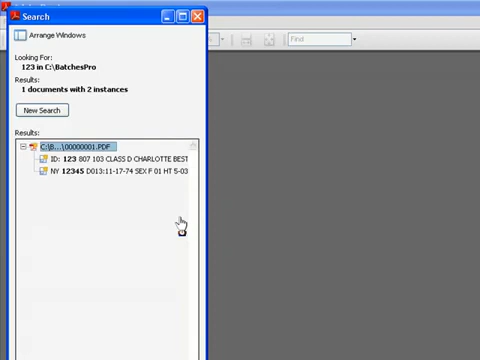 Search
Arrange Windows
Find
Looking For:
123 in C:\BatchesPro
Results:
1 documents with 2 instances
New Search
Results:
C:\B...\00000001.PDF
ID: 123 807 103 CLASS D CHARLOTTE BEST
NY 12345 D013:11-17-74 SEX F 01 HT 5-03